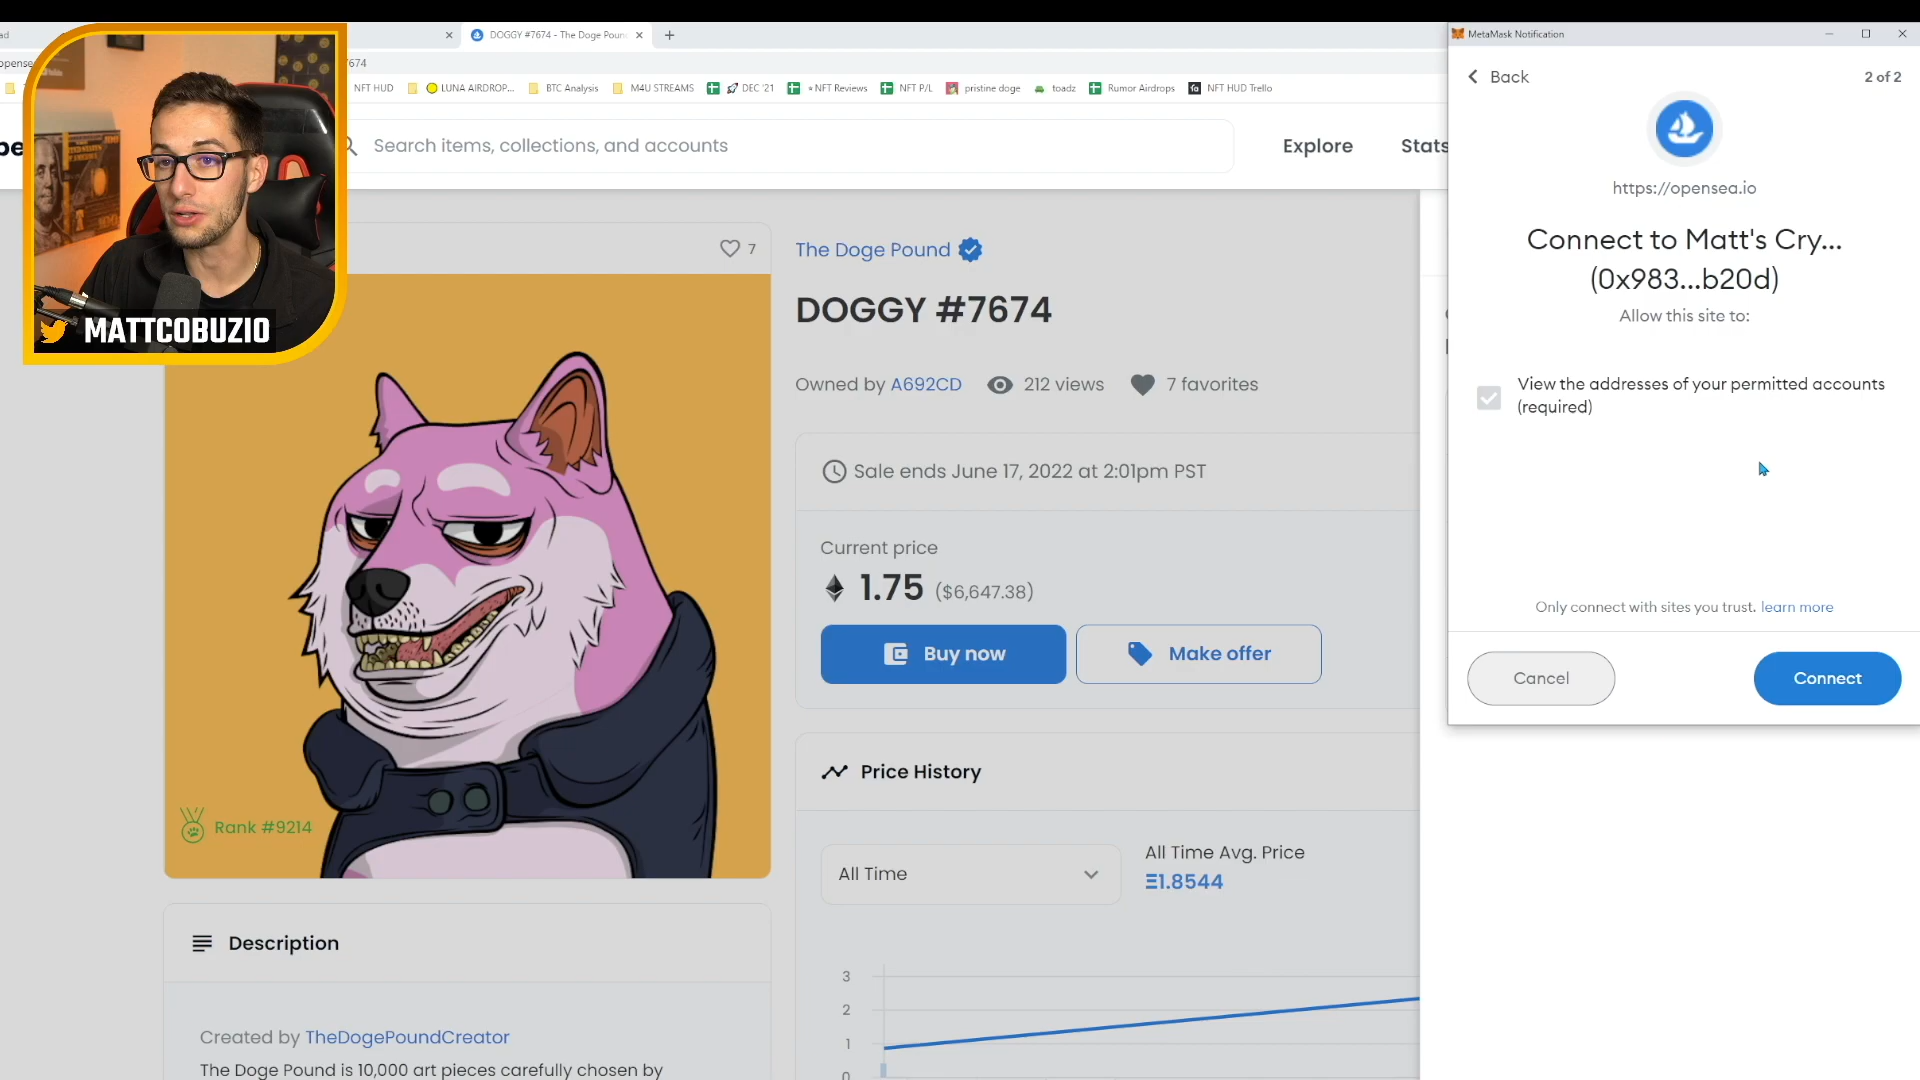 ad
DOGGY #7674 - The Doge Poun
MetaMask Notification
opense
7674
NFT HUD
LUNA AIRDROP...
BTC Analysis
M4U STREAMS
DEC '21
NFT Reviews
NFT P/L
pristine doge
toadz
Rumor Airdrops
NFT HUD Trello
Search items, collections, and accounts
Explore
Stats
MATTCOBUZIO
7
The Doge Pound
DOGGY #7674
Owned by A692CD
212 views
7 favorites
Sale ends June 17, 2022 at 2:01pm PST
Current price
1.75 ($6,647.38)
Buy now
Make offer
Rank #9214
Price History
All Time
All Time Avg. Price
Ξ1.8544
3
2
1
0
Description
Created by TheDogePoundCreator
The Doge Pound is 10,000 art pieces carefully chosen by
Back
2 of 2
https://opensea.io
Connect to Matt's Cry...
(0x983...b20d)
Allow this site to:
View the addresses of your permitted accounts
(required)
Only connect with sites you trust. learn more
Cancel
Connect